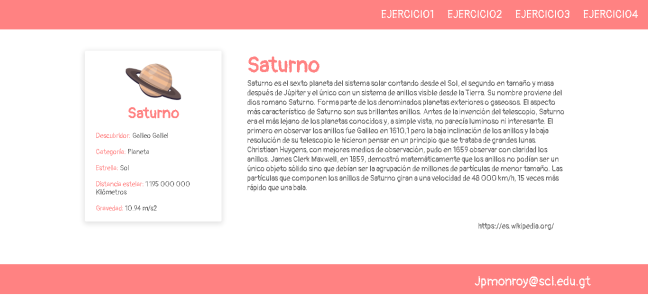 EJERCICIO1 EJERCICIO2 EJERCICIO3 EJERCICIO4
Saturno
Descubridor: Galileo Galilei
Categoría: Planeta
Estrella: Sol
Distancia estelar: 1 195 000 000
Kilómetros
Gravedad: 10.94 m/s2
Saturno
Saturno es el sexto planeta del sistema solar contando desde el Sol, el segundo en tamaño y masa
después de Júpiter y el único con un sistema de anillos visible desde la Tierra. Su nombre proviene del
dios romano Saturno. Forma parte de los denominados planetas exteriores o gaseosos. El aspecto
más característico de Saturno son sus brillantes anillos. Antes de la invención del telescopio, Saturno
era el más lejano de los planetas conocidos y, a simple vista, no parecía luminoso ni interesante. El
primero en observar los anillos fue Galileo en 1610,1 pero la baja inclinación de los anillos y la baja
resolución de su telescopio le hicieron pensar en un principio que se trataba de grandes lunas.
Christiaan Huygens, con mejores medios de observación, pudo en 1659 observar con claridad los
anillos. James Clerk Maxwell, en 1859, demostró matemáticamente que los anillos no podían ser un
único objeto sólido sino que debían ser la agrupación de millones de partículas de menor tamaño. Las
partículas que componen los anillos de Saturno giran a una velocidad de 48 000 km/h, 15 veces más
rápido que una bala.
https://es.wikipedia.org/
Jpmonroy@scl.edu.gt